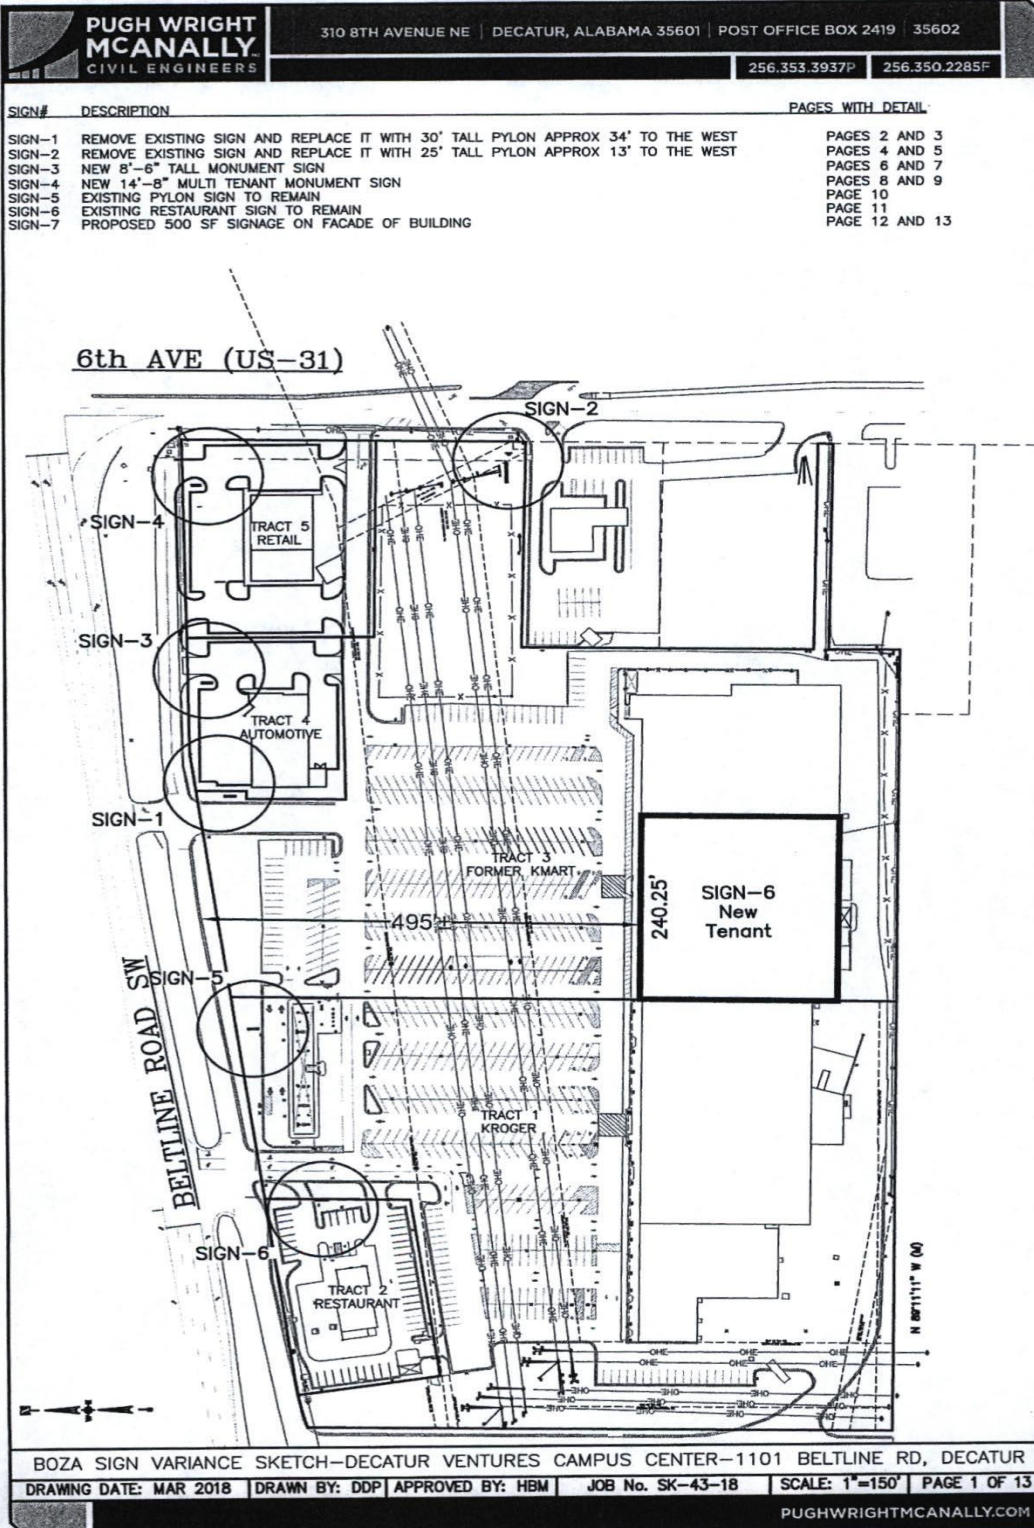 PUGH WRIGHT
MCANALLY
CIVIL ENGINEERS
310 8TH AVENUE NE | DECATUR, ALABAMA 35601 | POST OFFICE BOX 2419 | 35602
256.353.3937P | 256.350.2285F
SIGN# DESCRIPTION PAGES WITH DETAIL
SIGN-1 REMOVE EXISTING SIGN AND REPLACE IT WITH 30' TALL PYLON APPROX 34' TO THE WEST PAGES 2 AND 3
SIGN-2 REMOVE EXISTING SIGN AND REPLACE IT WITH 25' TALL PYLON APPROX 13' TO THE WEST PAGES 4 AND 5
SIGN-3 NEW 8'-6" TALL MONUMENT SIGN PAGES 6 AND 7
SIGN-4 NEW 14'-8" MULTI TENANT MONUMENT SIGN PAGES 8 AND 9
SIGN-5 EXISTING PYLON SIGN TO REMAIN PAGE 10
SIGN-6 EXISTING RESTAURANT SIGN TO REMAIN PAGE 11
SIGN-7 PROPOSED 500 SF SIGNAGE ON FACADE OF BUILDING PAGE 12 AND 13
6th AVE (US-31)
SIGN-2
SIGN-4
TRACT 5
RETAIL
SIGN-3
TRACT 4
AUTOMOTIVE
SIGN-1
TRACT 3
FORMER KMART
495'±
240.25'
SIGN-6
New
Tenant
SIGN-5
BELTLINE ROAD SW
TRACT 1
KROGER
SIGN-6
TRACT 2
RESTAURANT
N 89°11'11" W (M)
BOZA SIGN VARIANCE SKETCH-DECATUR VENTURES CAMPUS CENTER-1101 BELTLINE RD, DECATUR
DRAWING DATE: MAR 2018 | DRAWN BY: DDP | APPROVED BY: HBM | JOB No. SK-43-18 | SCALE: 1"=150' | PAGE 1 OF 13
PUGHWRIGHTMCANALLY.COM